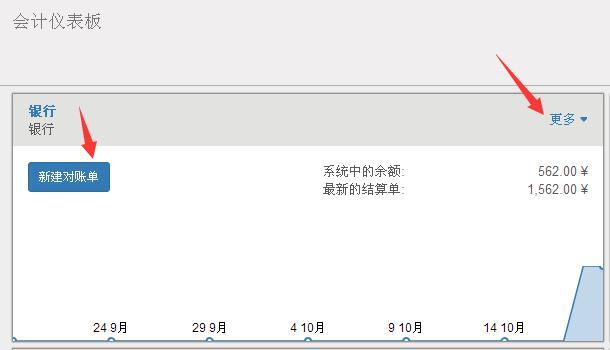 会计仪表板
银行
更多
银行
新建对账单
系统中的余额: 562.00 ¥
最新的结算单: 1,562.00 ¥
24 9月 29 9月 4 10月 9 10月 14 10月